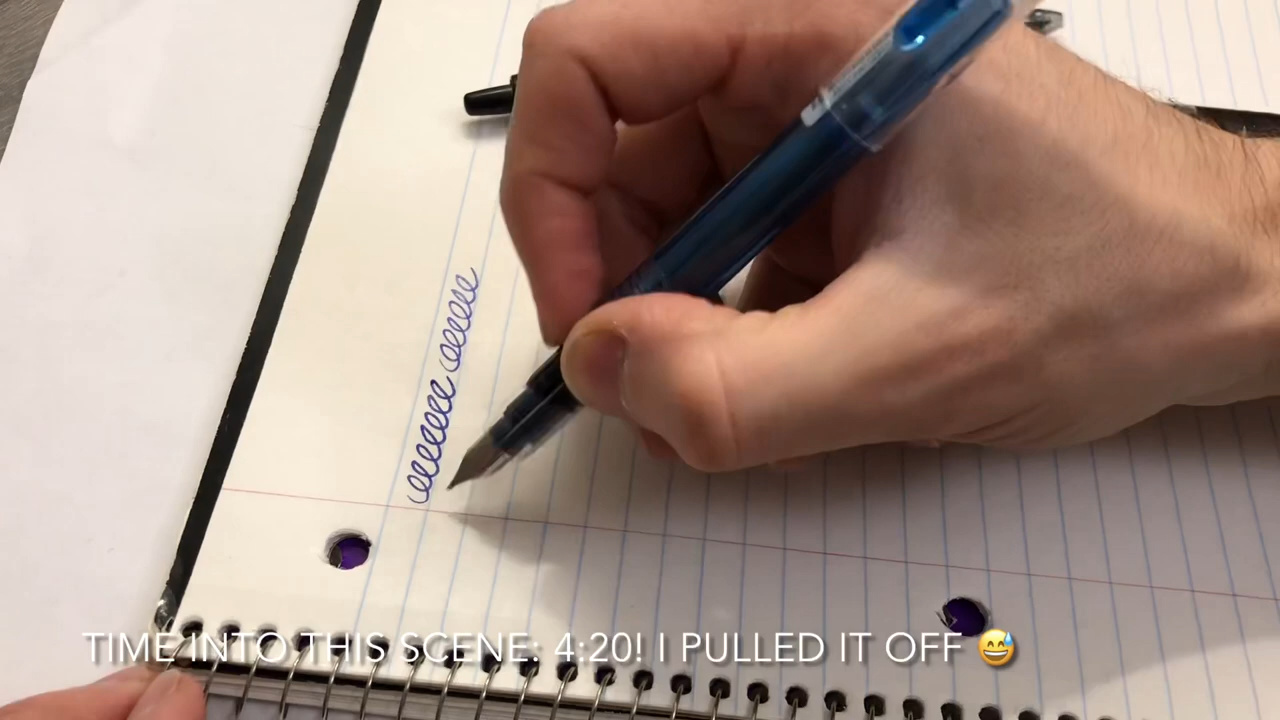 TIME INTO THIS SCENE: 4:20! I PULLED IT OFF 😅